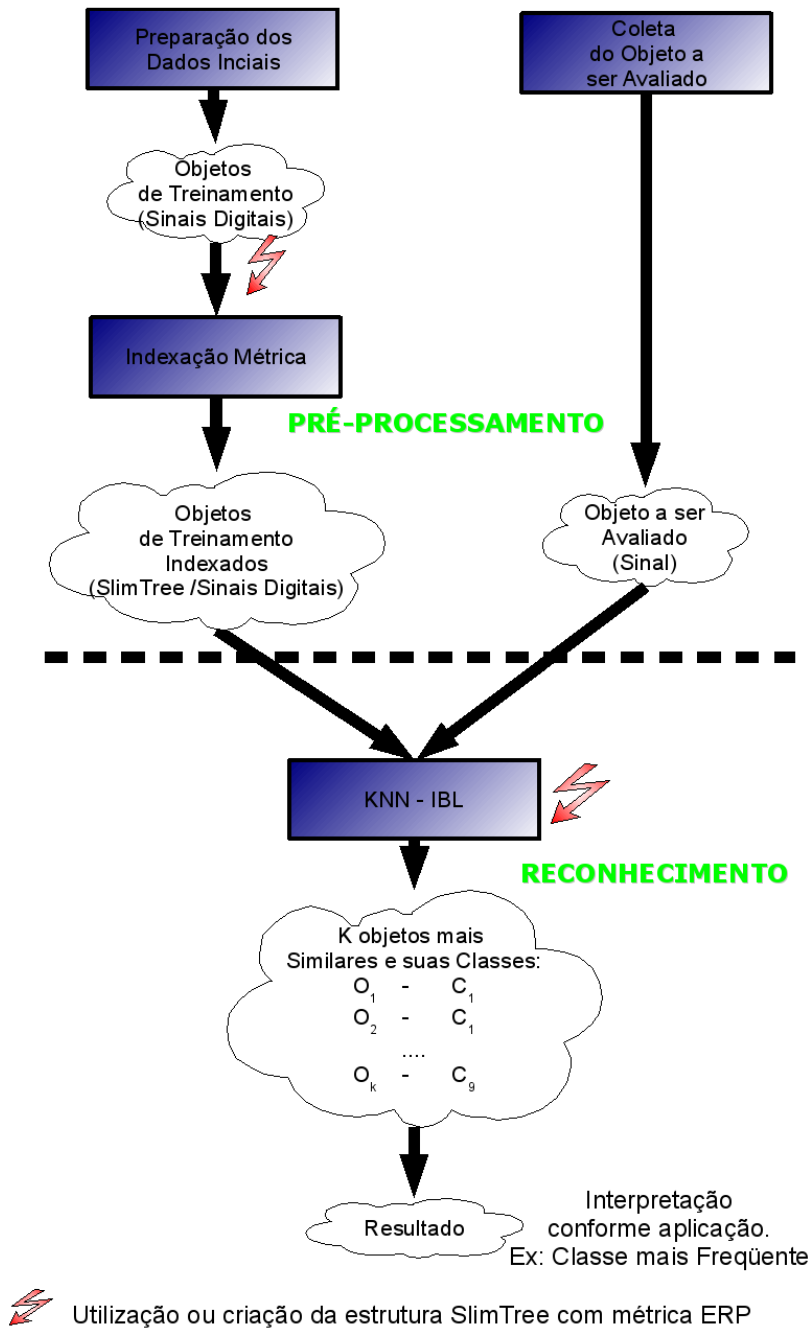 Preparação dos
Dados Inciais
Coleta
do Objeto a
ser Avaliado
Objetos
de Treinamento
(Sinais Digitais)
Indexação Métrica
PRÉ-PROCESSAMENTO
Objetos
de Treinamento
Indexados
(SlimTree /Sinais Digitais)
Objeto a ser
Avaliado
(Sinal)
KNN - IBL
RECONHECIMENTO
K objetos mais
Similares e suas Classes:
O1 - C1
O2 - C1
....
Ok - C9
Resultado
Interpretação
conforme aplicação.
Ex: Classe mais Freqüente
Utilização ou criação da estrutura SlimTree com métrica ERP